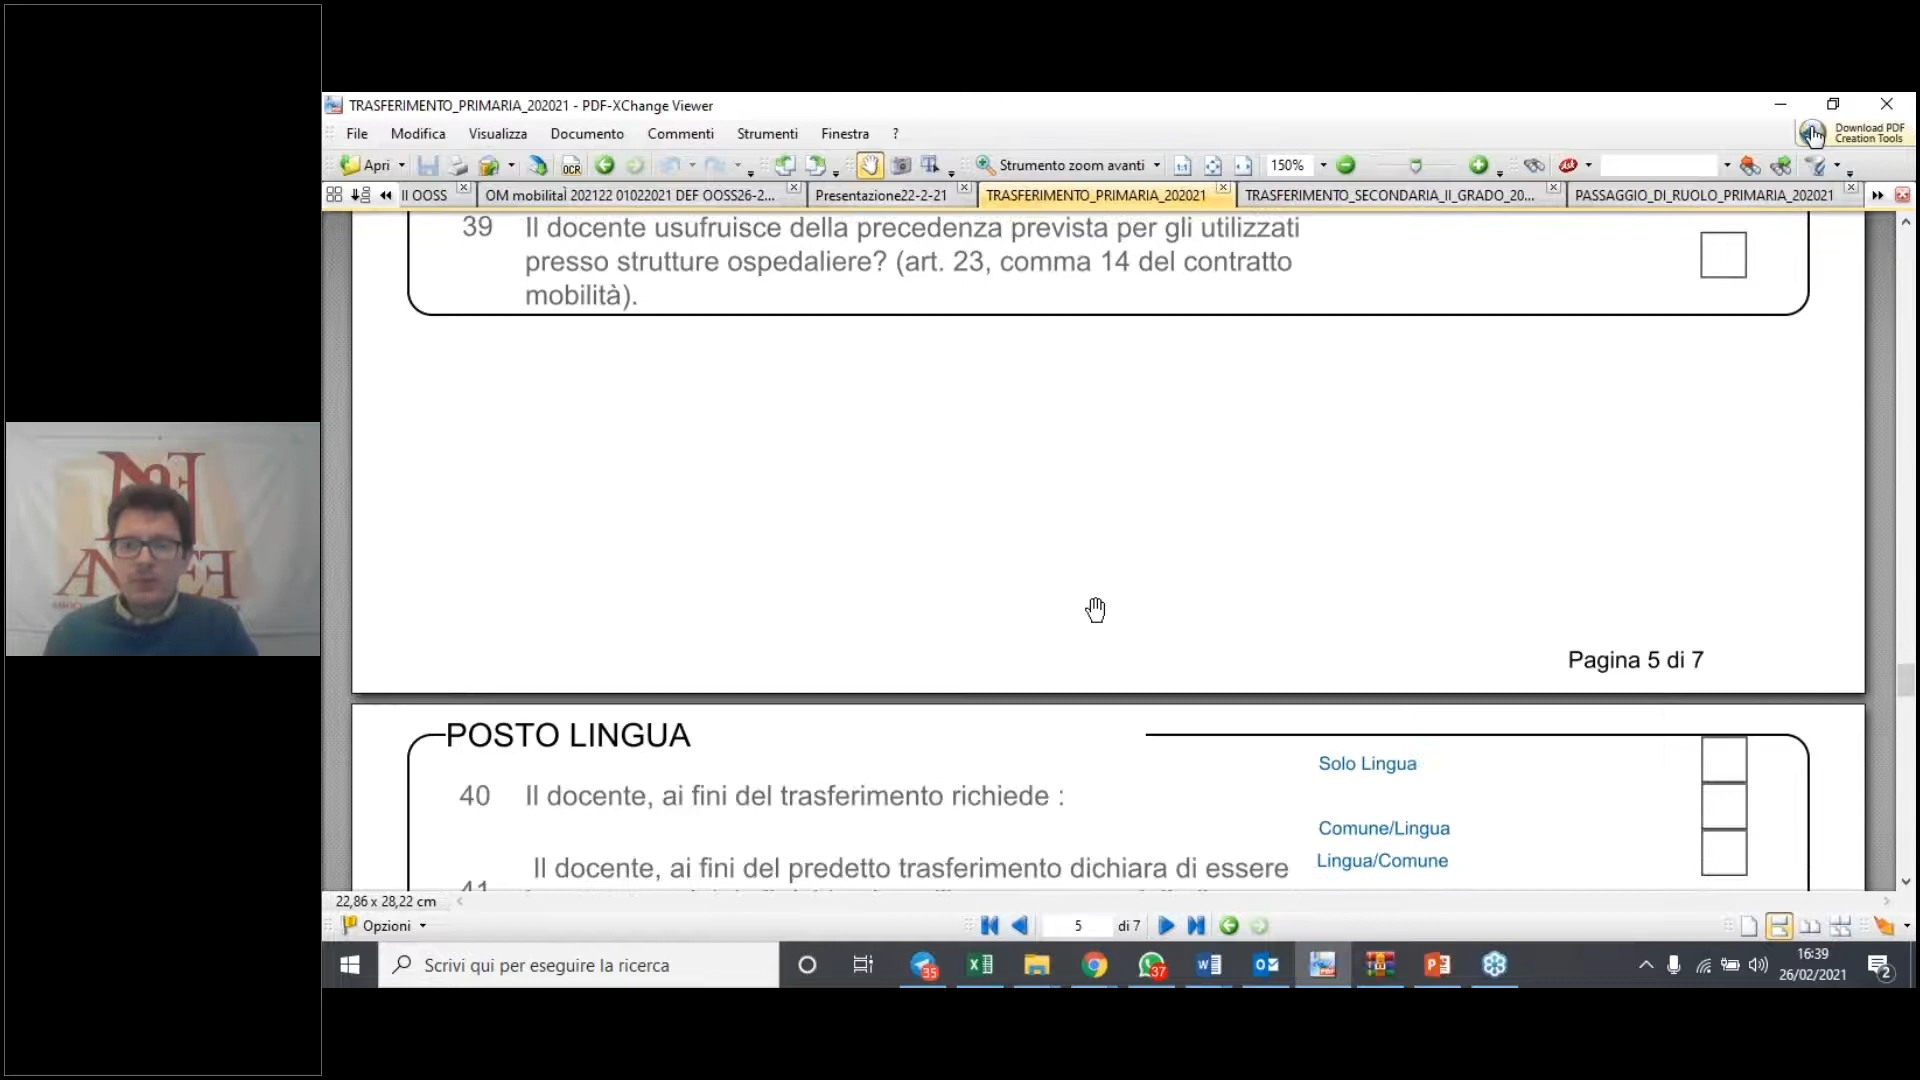 TRASFERIMENTO_PRIMARIA_202021 - PDF-XChange Viewer
File Modifica Visualizza Documento Commenti Strumenti Finestra ?
Download PDF
Creation Tools
Apri OCR Strumento zoom avanti 150%
II OOSS OM mobilità 202122 01022021 DEF OOSS26-2... Presentazione22-2-21 TRASFERIMENTO_PRIMARIA_202021 TRASFERIMENTO_SECONDARIA_II_GRADO_20... PASSAGGIO_DI_RUOLO_PRIMARIA_202021
39 Il docente usufruisce della precedenza prevista per gli utilizzati
presso strutture ospedaliere? (art. 23, comma 14 del contratto
mobilità).
Pagina 5 di 7
POSTO LINGUA
Solo Lingua
40 Il docente, ai fini del trasferimento richiede :
Comune/Lingua
Lingua/Comune
41 Il docente, ai fini del predetto trasferimento dichiara di essere
22,86 x 28,22 cm
Opzioni 5 di 7
Scrivi qui per eseguire la ricerca
35
37
16:39
26/02/2021
2